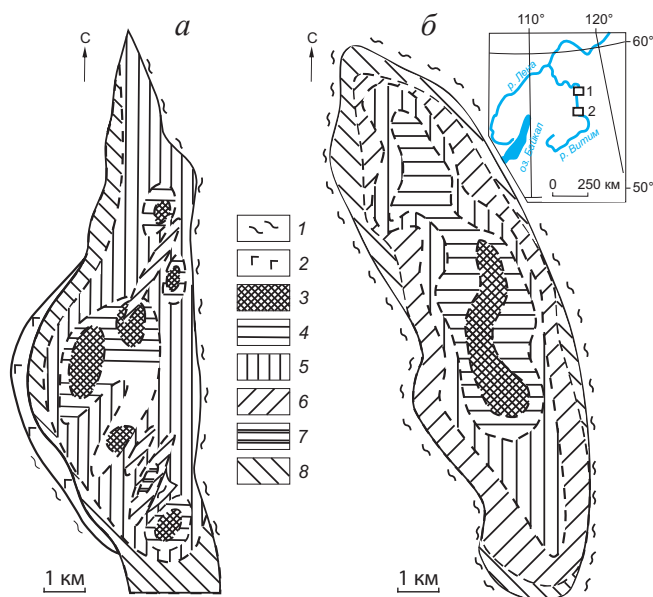 а
б
С
С
110°
120°
60°
р. Лена
1
2
оз. Байкал
р. Витим
0 250 км
50°
1
2
3
4
5
6
7
8
1 км
1 км